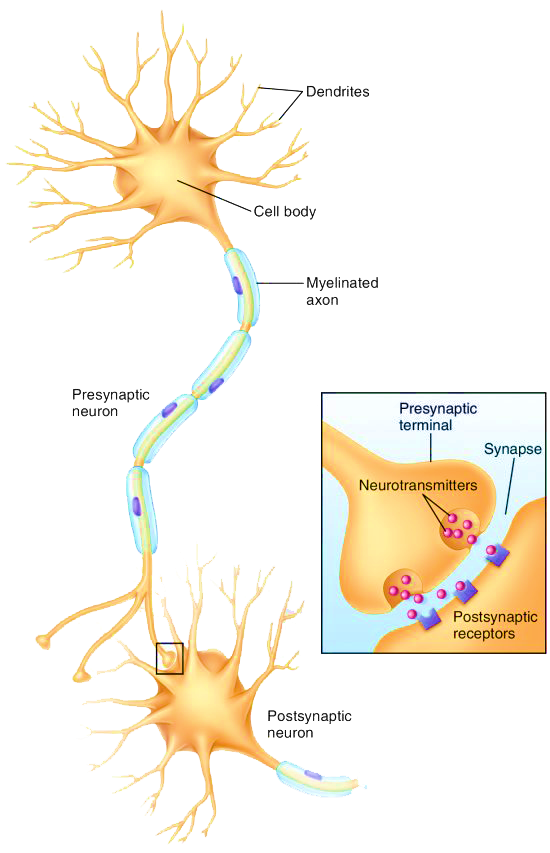 Dendrites
Cell body
Myelinated
axon
Presynaptic
neuron
Presynaptic
terminal
Synapse
Neurotransmitters
Postsynaptic
receptors
Postsynaptic
neuron